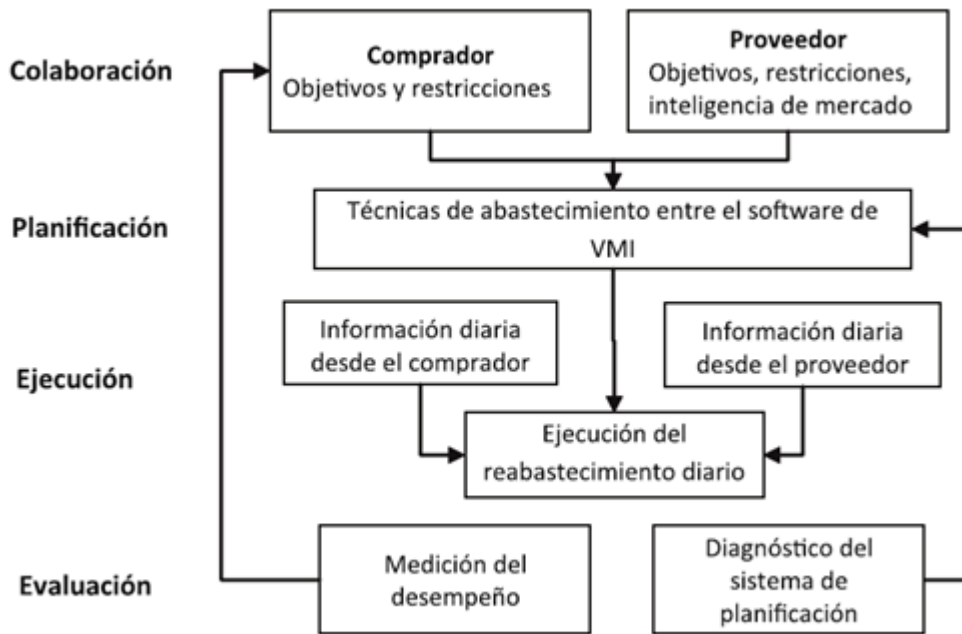 Colaboración
Comprador
Objetivos y restricciones
Proveedor
Objetivos, restricciones,
inteligencia de mercado
Planificación
Técnicas de abastecimiento entre el software de
VMI
Ejecución
Información diaria
desde el comprador
Información diaria
desde el proveedor
Ejecución del
reabastecimiento diario
Evaluación
Medición del
desempeño
Diagnóstico del
sistema de
planificación